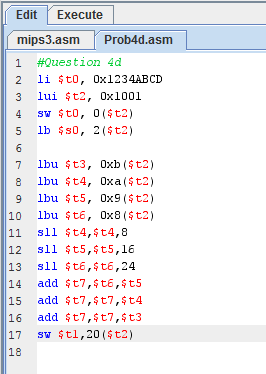 Edit Execute
mips3.asm Prob4d.asm
1 #Question 4d
2 li $t0, 0x1234ABCD
3 lui $t2, 0x1001
4 sw $t0, 0($t2)
5 lb $s0, 2($t2)
6
7 lbu $t3, 0xb($t2)
8 lbu $t4, 0xa($t2)
9 lbu $t5, 0x9($t2)
10 lbu $t6, 0x8($t2)
11 sll $t4,$t4,8
12 sll $t5,$t5,16
13 sll $t6,$t6,24
14 add $t7,$t6,$t5
15 add $t7,$t7,$t4
16 add $t7,$t7,$t3
17 sw $t1,20($t2)
18